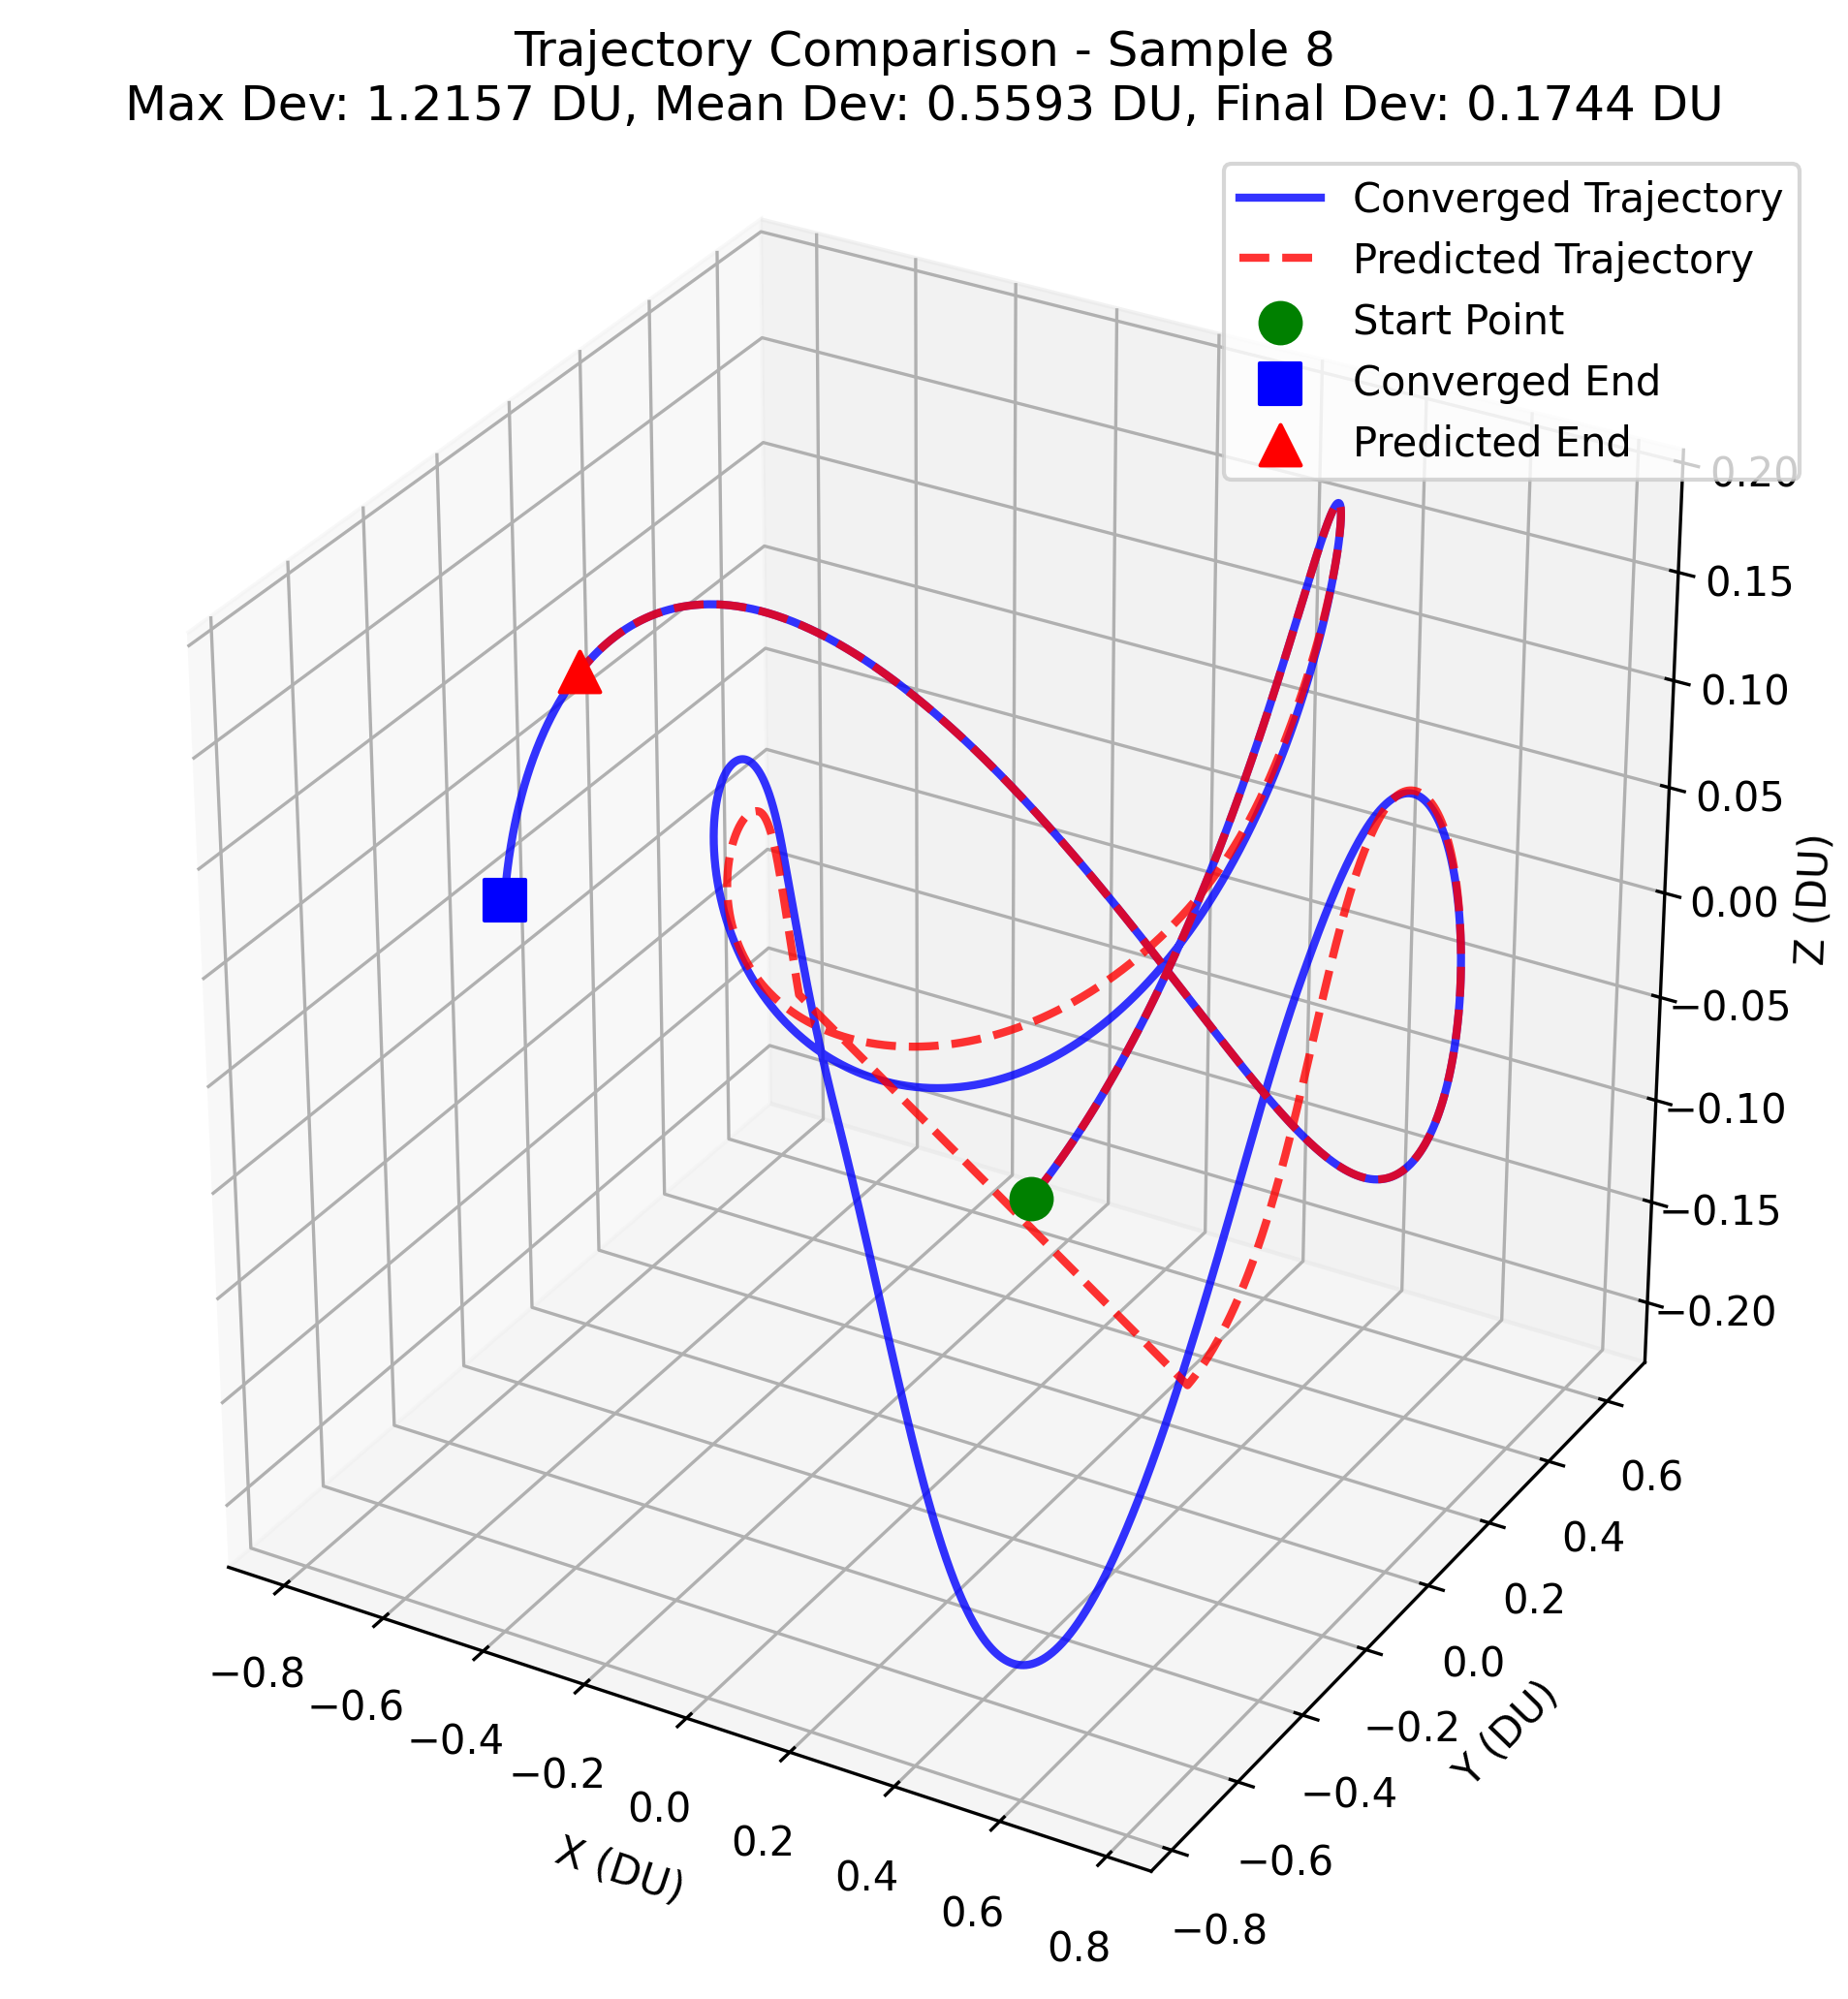 Trajectory Comparison - Sample 8
Max Dev: 1.2157 DU, Mean Dev: 0.5593 DU, Final Dev: 0.1744 DU
Converged Trajectory
Predicted Trajectory
Start Point
Converged End
Predicted End
0.20
0.15
0.10
0.05
0.00
−0.05
−0.10
−0.15
−0.20
Z (DU)
0.6
0.4
0.2
0.0
−0.2
−0.4
−0.6
−0.8
Y (DU)
−0.8
−0.6
−0.4
−0.2
0.0
0.2
0.4
0.6
0.8
X (DU)